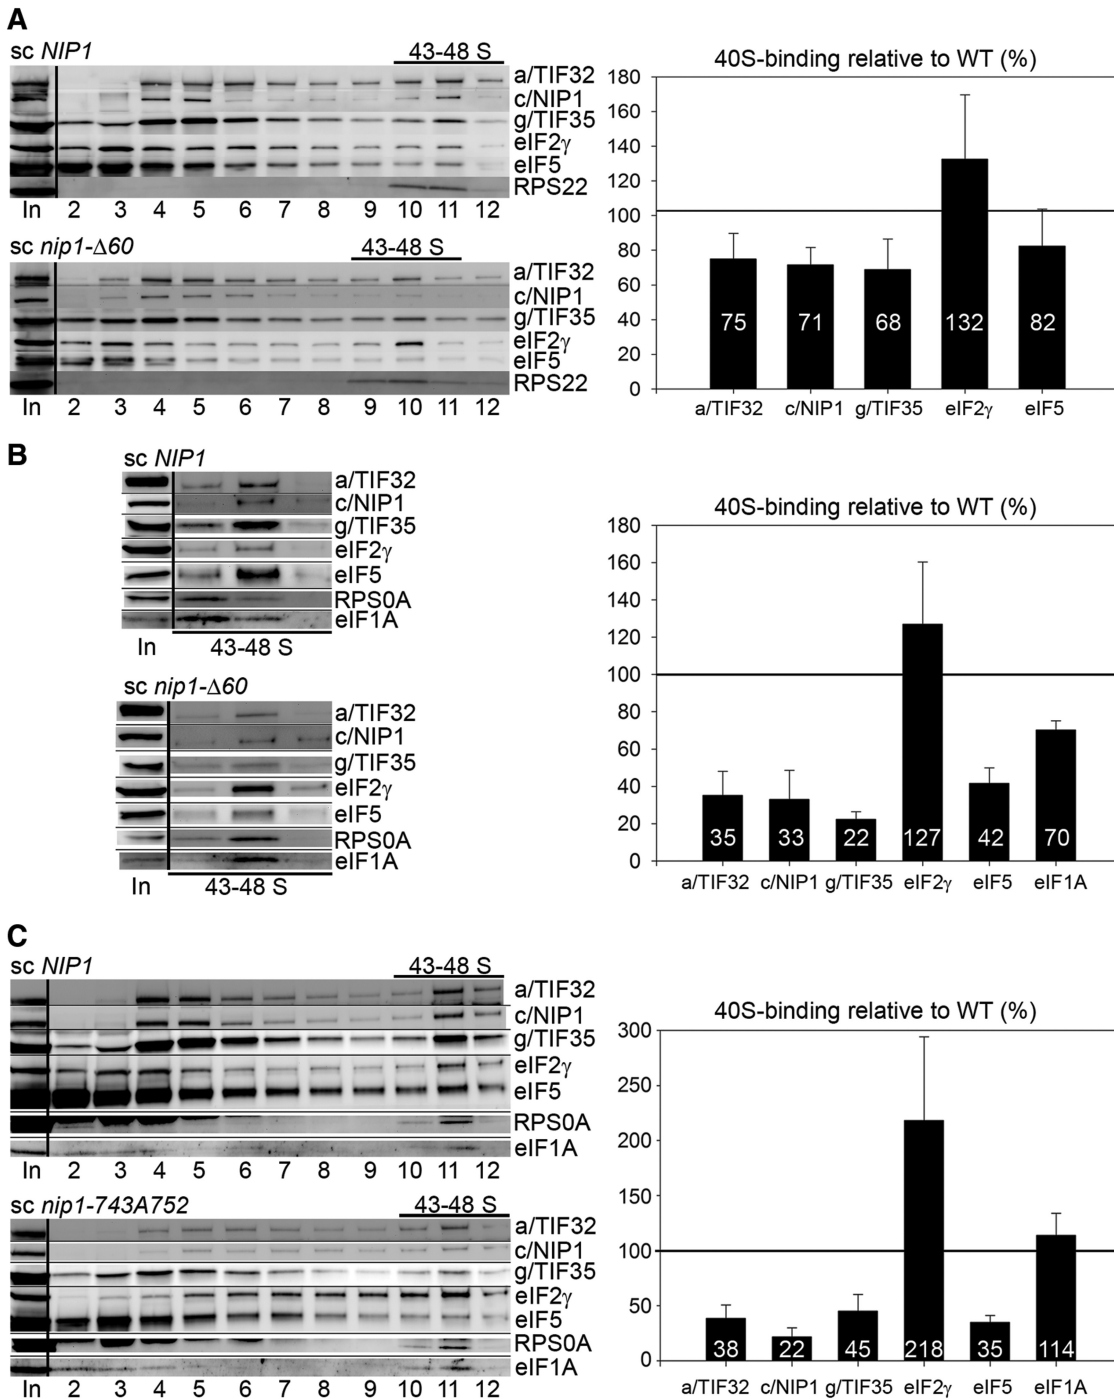 A
sc NIP1
43-48 S
a/TIF32
c/NIP1
g/TIF35
eIF2γ
eIF5
RPS22
In 2 3 4 5 6 7 8 9 10 11 12
sc nip1-Δ60
43-48 S
a/TIF32
c/NIP1
g/TIF35
eIF2γ
eIF5
RPS22
In 2 3 4 5 6 7 8 9 10 11 12
40S-binding relative to WT (%)
180
160
140
120
100
80
60
40
20
0
75 71 68 132 82
a/TIF32 c/NIP1 g/TIF35 eIF2γ eIF5
B
sc NIP1
a/TIF32
c/NIP1
g/TIF35
eIF2γ
eIF5
RPS0A
eIF1A
In 43-48 S
sc nip1-Δ60
a/TIF32
c/NIP1
g/TIF35
eIF2γ
eIF5
RPS0A
eIF1A
In 43-48 S
40S-binding relative to WT (%)
180
160
140
120
100
80
60
40
20
0
35 33 22 127 42 70
a/TIF32 c/NIP1 g/TIF35 eIF2γ eIF5 eIF1A
C
sc NIP1
43-48 S
a/TIF32
c/NIP1
g/TIF35
eIF2γ
eIF5
RPS0A
eIF1A
In 2 3 4 5 6 7 8 9 10 11 12
sc nip1-743A752
43-48 S
a/TIF32
c/NIP1
g/TIF35
eIF2γ
eIF5
RPS0A
eIF1A
In 2 3 4 5 6 7 8 9 10 11 12
40S-binding relative to WT (%)
300
250
200
150
100
50
0
38 22 45 218 35 114
a/TIF32 c/NIP1 g/TIF35 eIF2γ eIF5 eIF1A